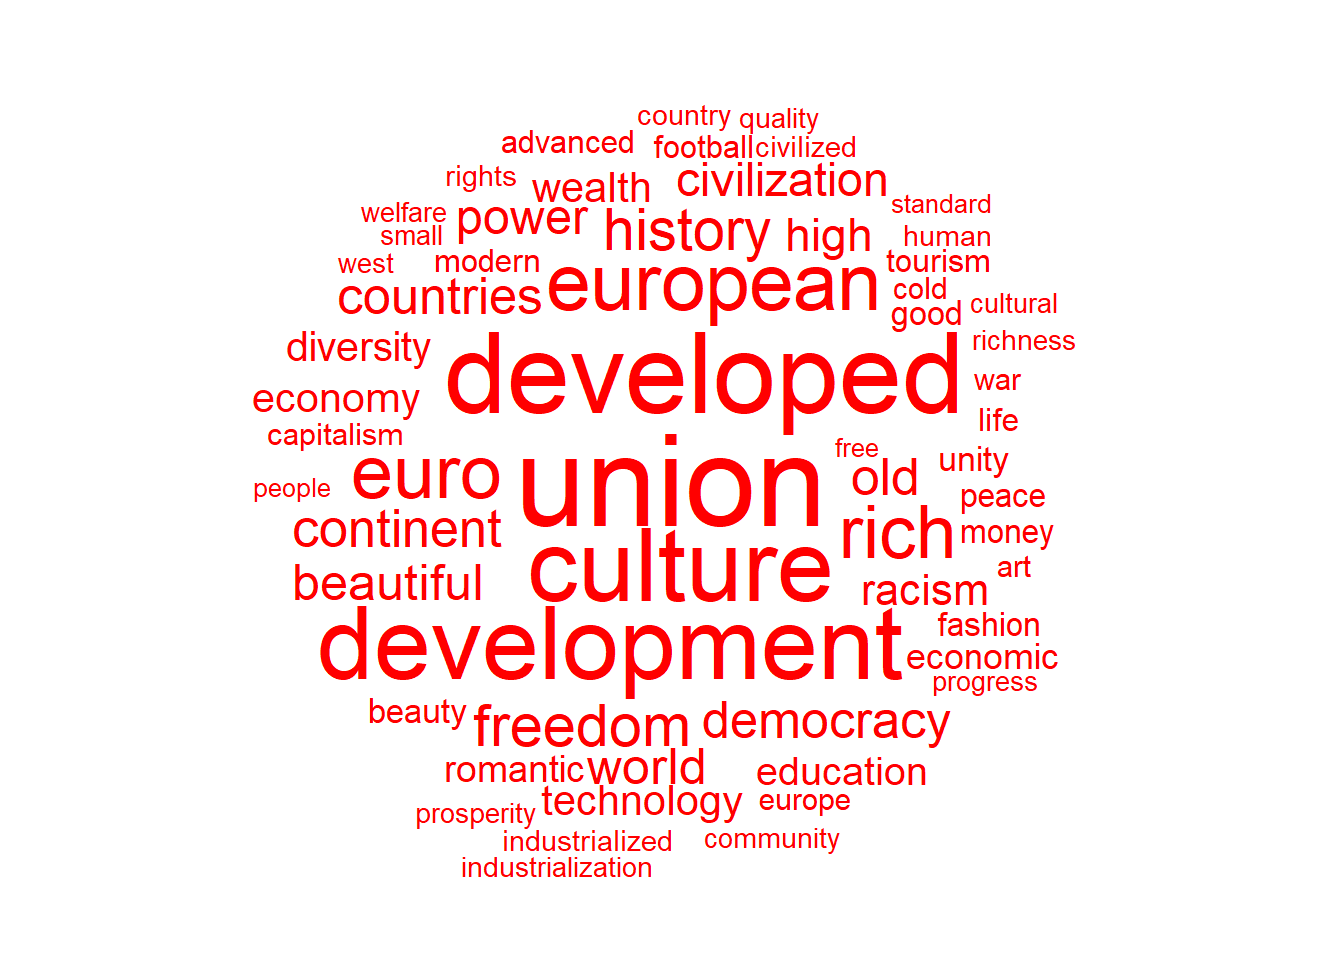 country quality
advanced football civilized
rights wealth civilization
welfare power history high standard
small human
west modern european tourism
countries cold cultural
good
diversity developed richness
economy war
capitalism life
euro union free unity
people old peace
continent culture rich money
beautiful racism art
development fashion
economic
progress
beauty freedom democracy
romantic world education
prosperity technology europe
industrialized community
industrialization